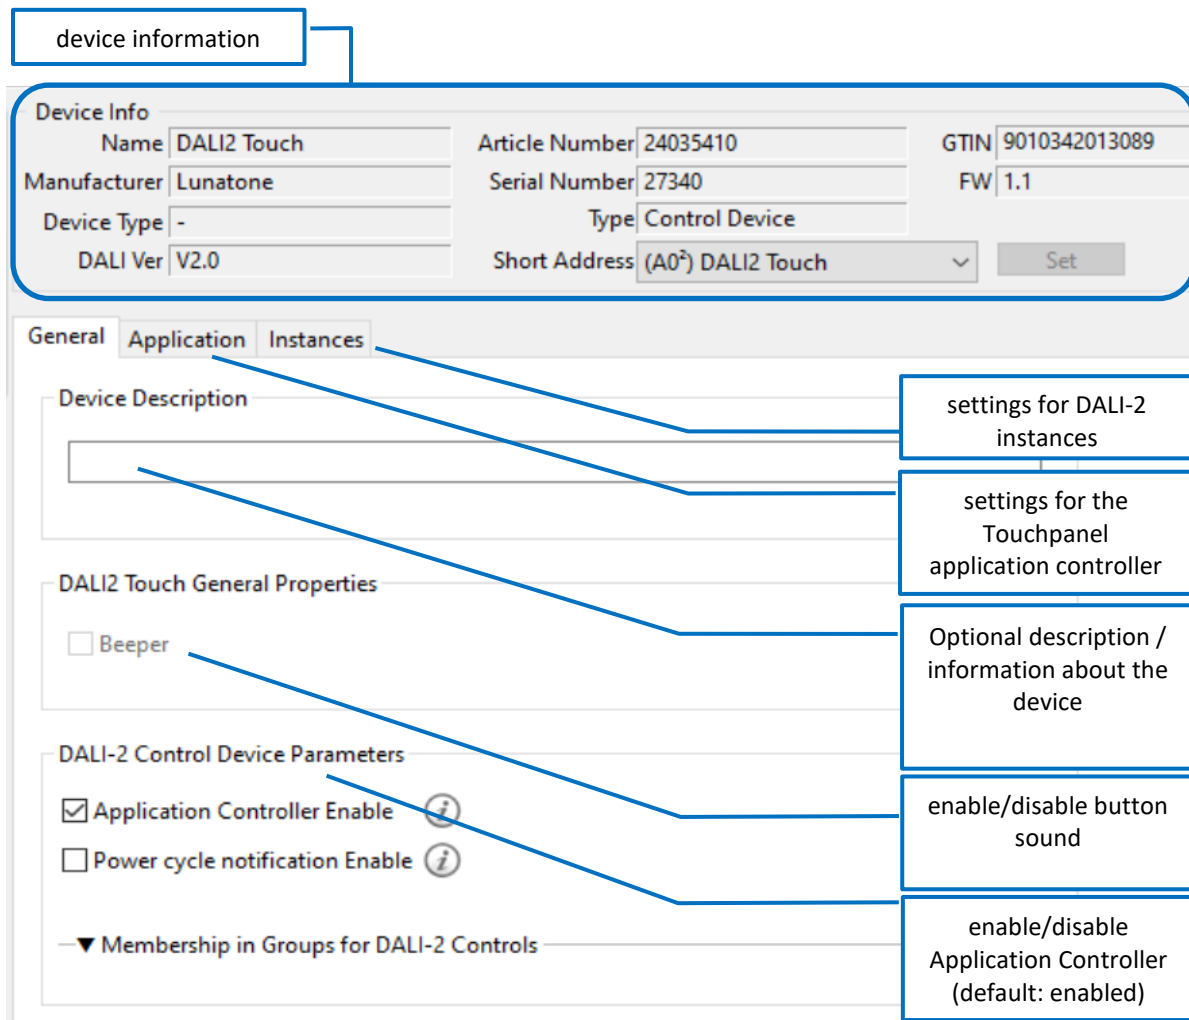 device information
Device Info
Name DALI2 Touch Article Number 24035410 GTIN 9010342013089
Manufacturer Lunatone Serial Number 27340 FW 1.1
Device Type - Type Control Device
DALI Ver V2.0 Short Address (A0²) DALI2 Touch Set
General Application Instances
Device Description
settings for DALI-2
instances
settings for the
Touchpanel
application controller
DALI2 Touch General Properties
Beeper
Optional description /
information about the
device
DALI-2 Control Device Parameters
Application Controller Enable i
Power cycle notification Enable i
enable/disable button
sound
Membership in Groups for DALI-2 Controls
enable/disable
Application Controller
(default: enabled)